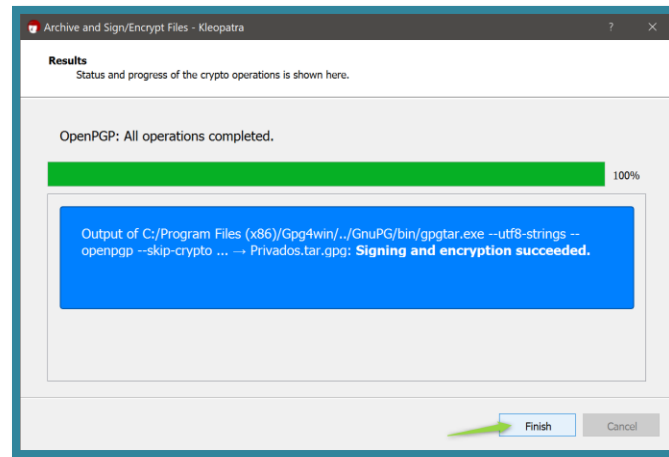 Archive and Sign/Encrypt Files - Kleopatra
Results
Status and progress of the crypto operations is shown here.
OpenPGP: All operations completed.
100%
Output of C:/Program Files (x86)/Gpg4win/../GnuPG/bin/gpgtar.exe --utf8-strings --
openpgp --skip-crypto ... → Privados.tar.gpg: Signing and encryption succeeded.
Finish
Cancel